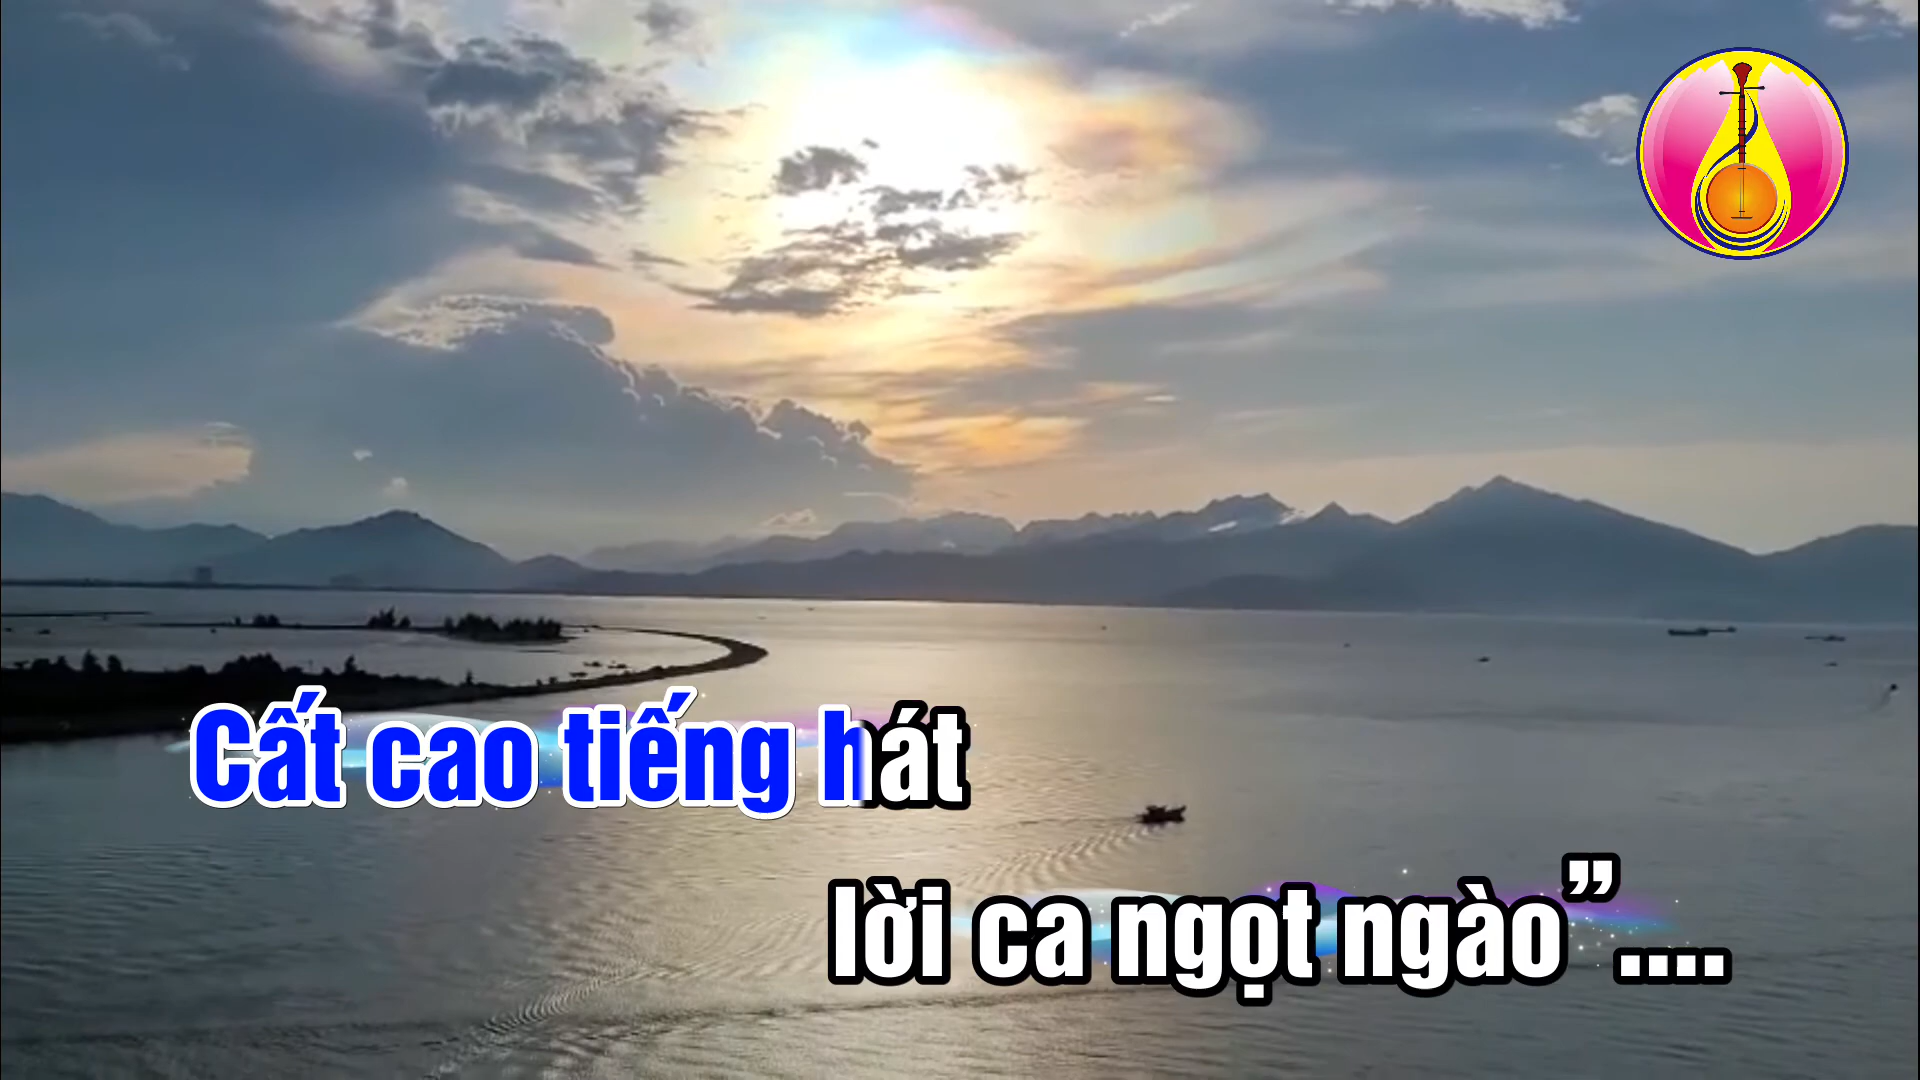 Cất cao tiếng hát
lời ca ngọt ngào”....